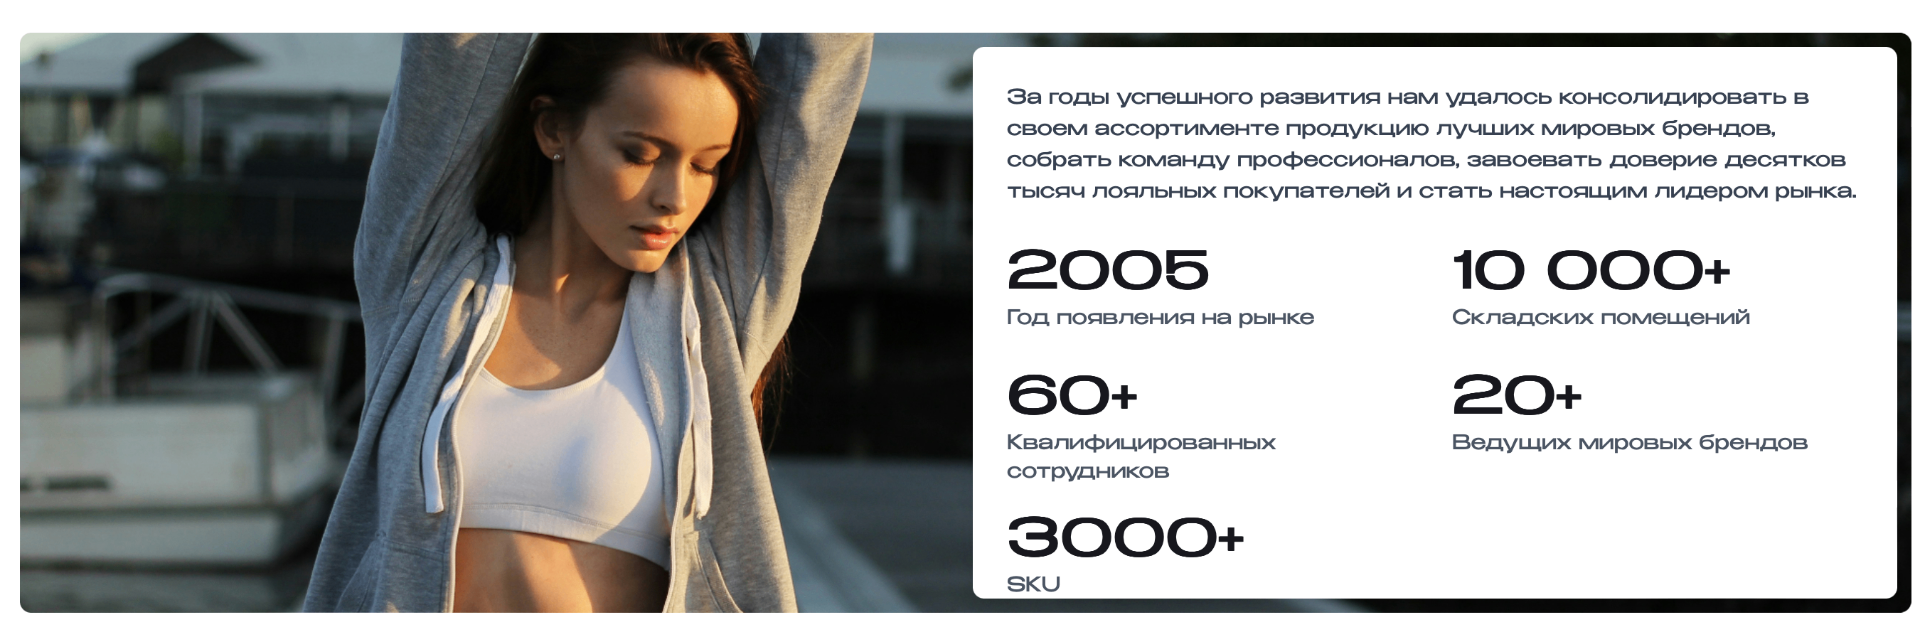 За годы успешного развития нам удалось консолидировать в
своем ассортименте продукцию лучших мировых брендов,
собрать команду профессионалов, завоевать доверие десятков
тысяч лояльных покупателей и стать настоящим лидером рынка.
2005
Год появления на рынке
10 000+
Складских помещений
60+
Квалифицированных
сотрудников
20+
Ведущих мировых брендов
3000+
SKU